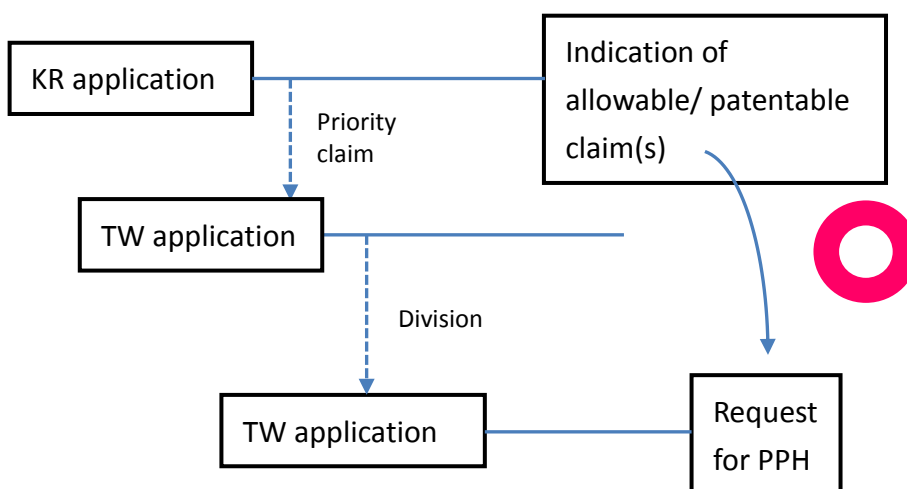 KR application
Indication of
allowable/ patentable
claim(s)
Priority
claim
TW application
Division
TW application
Request
for PPH